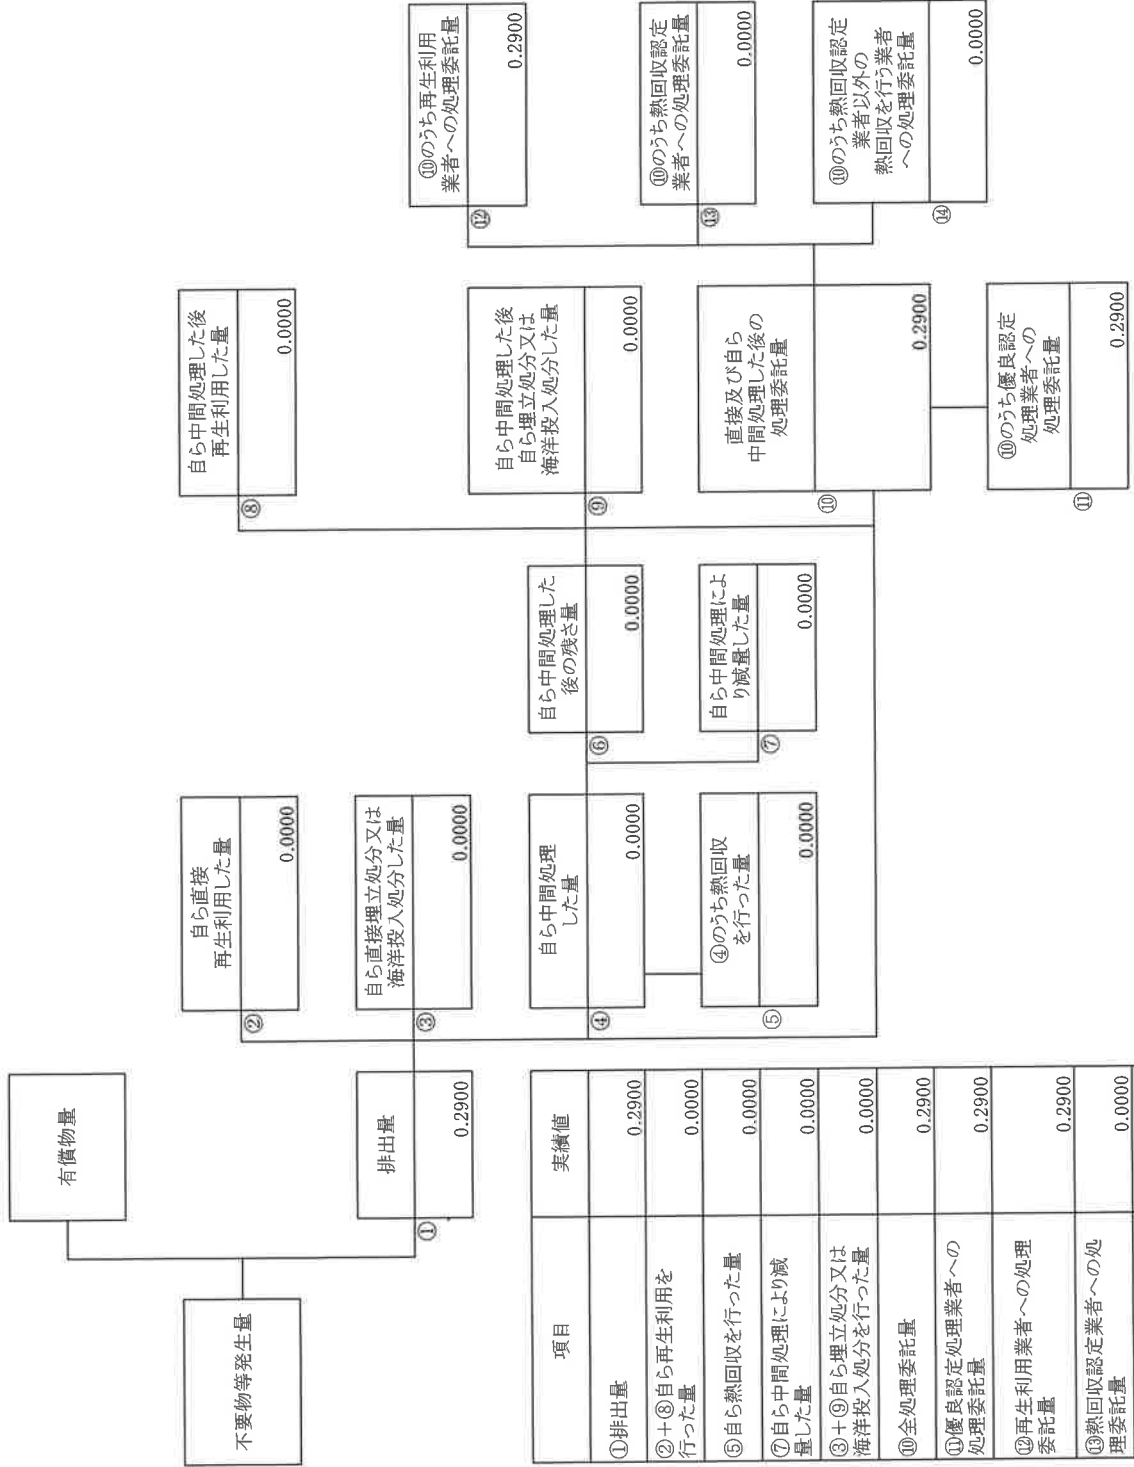 不要物等発生量
有償物量
排出量
①
0.2900
自ら直接
再生利用した量
②
0.0000
自ら直接埋立処分又は
海洋投入処分した量
③
0.0000
自ら中間処理
した量
④
0.0000
④のうち熱回収
を行った量
⑤
0.0000
自ら中間処理した
後の残さ量
⑥
0.0000
自ら中間処理によ
り減量した量
⑦
0.0000
自ら中間処理した後
再生利用した量
⑧
0.0000
自ら中間処理した後
自ら埋立処分又は
海洋投入処分した量
⑨
0.0000
直接及び自ら
中間処理した後の
処理委託量
⑩
0.2900
⑩のうち優良認定
処理業者への
処理委託量
⑪
0.2900
⑩のうち再生利用
業者への処理委託量
⑫
0.2900
⑩のうち熱回収認定
業者への処理委託量
⑬
0.0000
⑩のうち熱回収認定
業者以外の
熱回収を行う業者
への処理委託量
⑭
0.0000
項目 実績値
①排出量 0.2900
②+⑧自ら再生利用を
行った量 0.0000
⑤自ら熱回収を行った量 0.0000
⑦自ら中間処理により減
量した量 0.0000
③+⑨自ら埋立処分又は
海洋投入処分を行った量 0.0000
⑩全処理委託量 0.2900
⑪優良認定処理業者への
処理委託量 0.2900
⑫再生利用業者への処理
委託量 0.2900
⑬熱回収認定業者への処
理委託量 0.0000